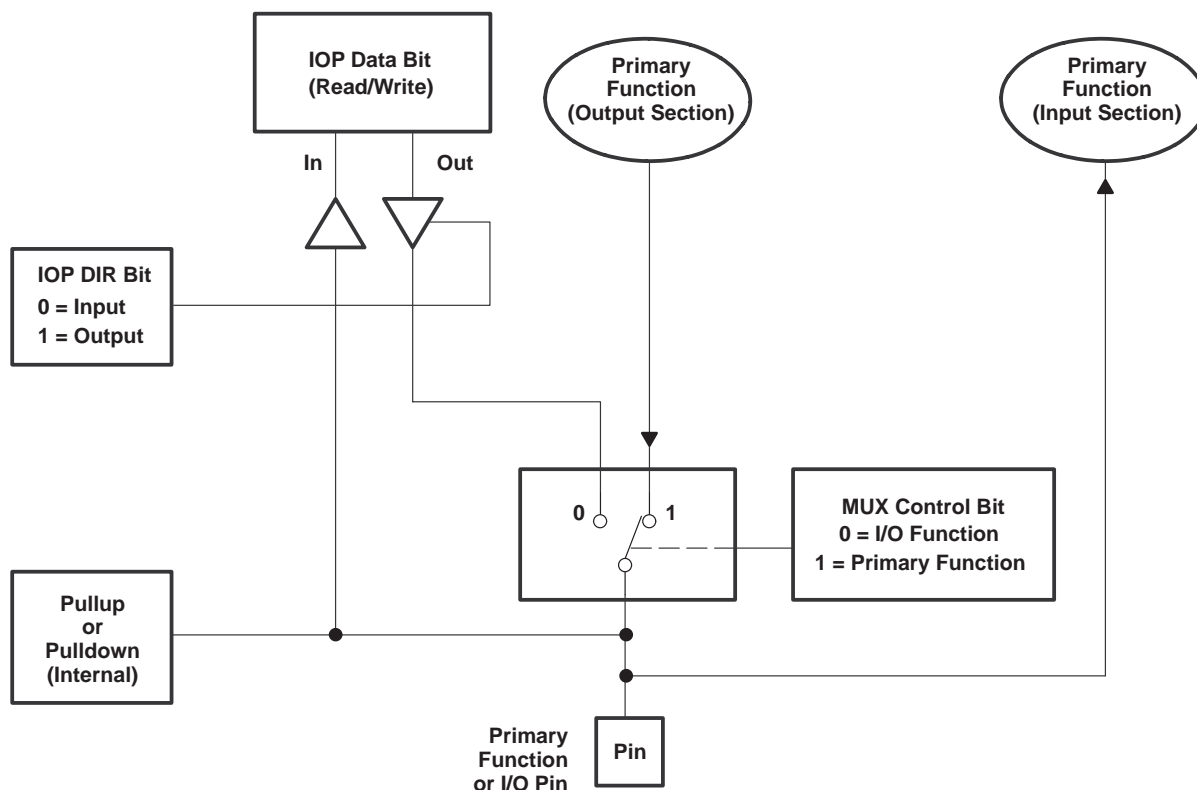 IOP Data Bit
(Read/Write)
Primary
Function
(Output Section)
Primary
Function
(Input Section)
In
Out
IOP DIR Bit
0 = Input
1 = Output
0
1
MUX Control Bit
0 = I/O Function
1 = Primary Function
Pullup
or
Pulldown
(Internal)
Primary
Function
or I/O Pin
Pin